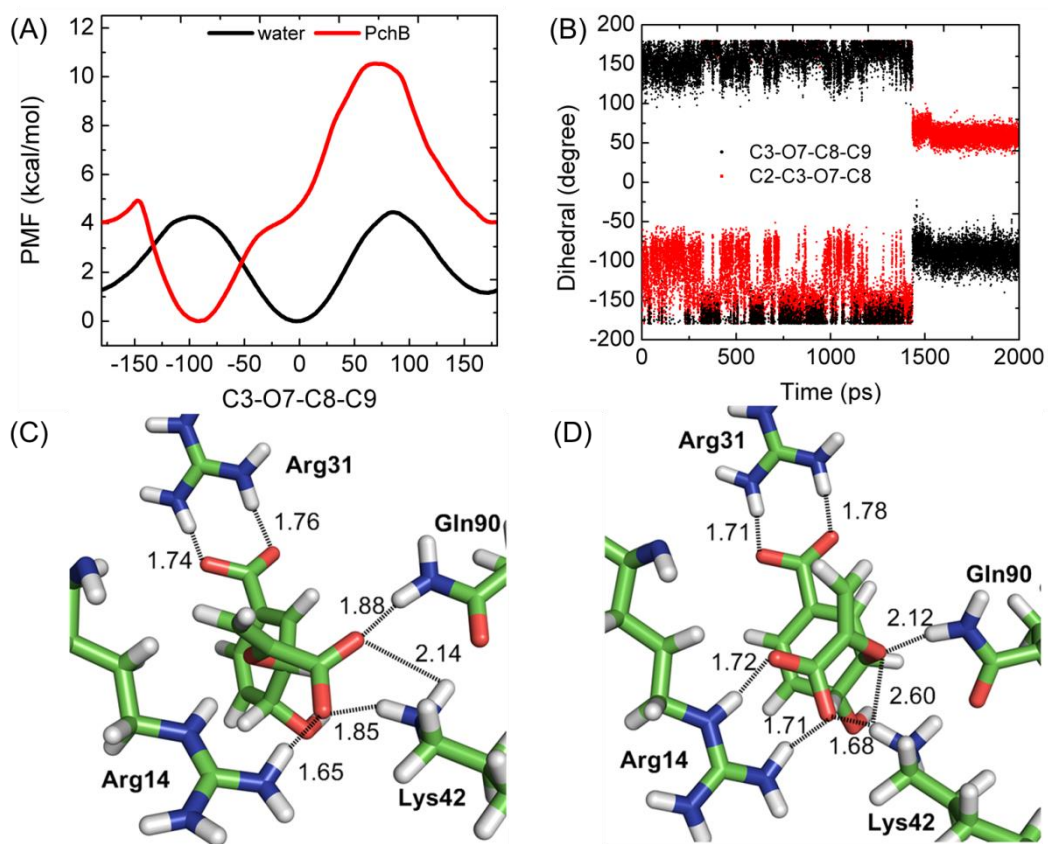 (A)
water PchB
PMF (kcal/mol)
12
10
8
6
4
2
0
-150 -100 -50 0 50 100 150
C3-O7-C8-C9
(B)
Dihedral (degree)
200
150
100
50
0
-50
-100
-150
-200
C3-O7-C8-C9
C2-C3-O7-C8
0 500 1000 1500 2000
Time (ps)
(C)
Arg31
1.76
1.74
Gln90
1.88
2.14
1.85
1.65
Arg14
Lys42
(D)
Arg31
1.78
1.71
Gln90
2.12
1.72
2.60
1.71
1.68
Arg14
Lys42